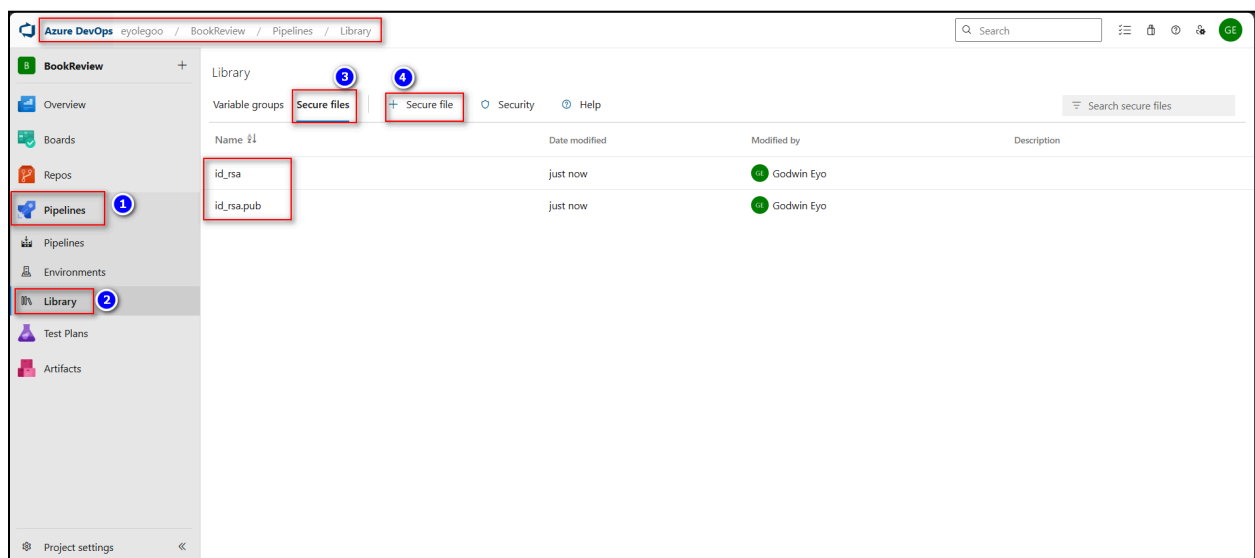 Azure DevOps eyolegoo / BookReview / Pipelines / Library
Search
GE
B BookReview +
Overview
Boards
Repos
Pipelines 1
Pipelines
Environments
Library 2
Test Plans
Artifacts
Project settings
Library
3 4
Variable groups Secure files + Secure file Security Help
Search secure files
Name Date modified Modified by Description
id_rsa just now GE Godwin Eyo
id_rsa.pub just now GE Godwin Eyo